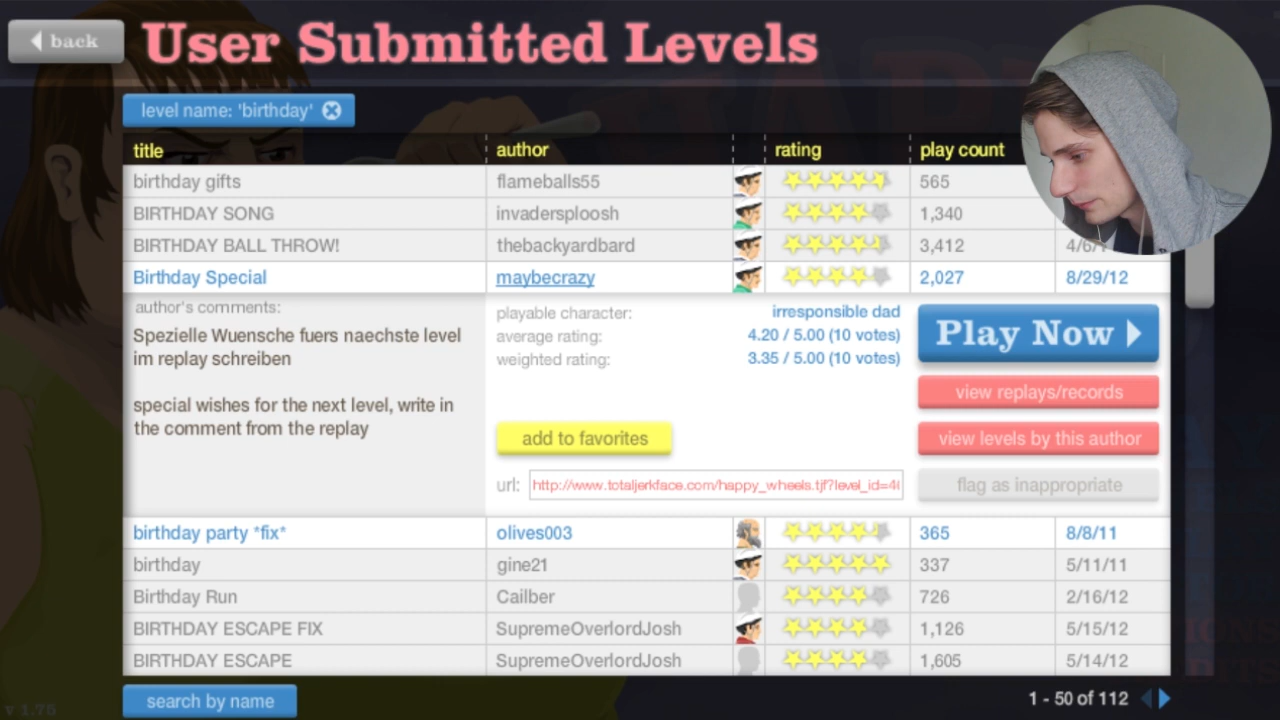 back
User Submitted Levels
level name: 'birthday'
title author rating play count
birthday gifts flameballs55 565
BIRTHDAY SONG invadersploosh 1,340
BIRTHDAY BALL THROW! thebackyardbard 3,412
Birthday Special maybecrazy 2,027 8/29/12
author's comments:
Spezielle Wuensche fuers naechste level
im replay schreiben
special wishes for the next level, write in
the comment from the replay
playable character: irresponsible dad
average rating: 4.20 / 5.00 (10 votes)
weighted rating: 3.35 / 5.00 (10 votes)
add to favorites
url: http://www.totaljerkface.com/happy_wheels.tjf?level_id=4
Play Now
view replays/records
view levels by this author
flag as inappropriate
birthday party *fix* olives003 365 8/8/11
birthday gine21 337 5/11/11
Birthday Run Cailber 726 2/16/12
BIRTHDAY ESCAPE FIX SupremeOverlordJosh 1,126 5/15/12
BIRTHDAY ESCAPE SupremeOverlordJosh 1,605 5/14/12
search by name
1 - 50 of 112
v 1.75